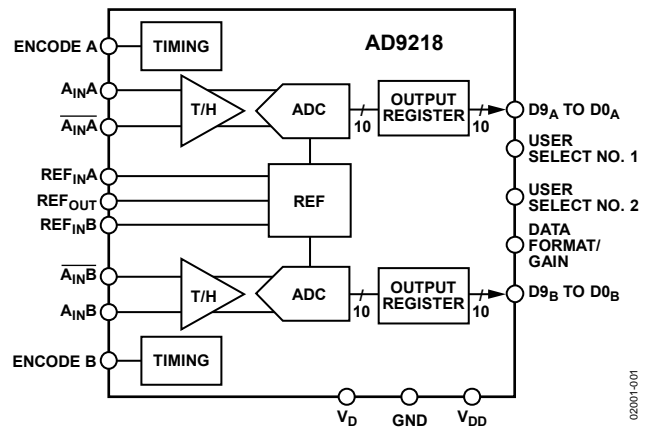 AD9218
ENCODE A
TIMING
AINA
AINA
T/H
ADC
10
OUTPUT
REGISTER
10
D9A TO D0A
USER
SELECT NO. 1
REFINA
REFOUT
REFINB
REF
USER
SELECT NO. 2
DATA
FORMAT/
GAIN
AINB
AINB
T/H
ADC
10
OUTPUT
REGISTER
10
D9B TO D0B
ENCODE B
TIMING
VD
GND
VDD
02001-001